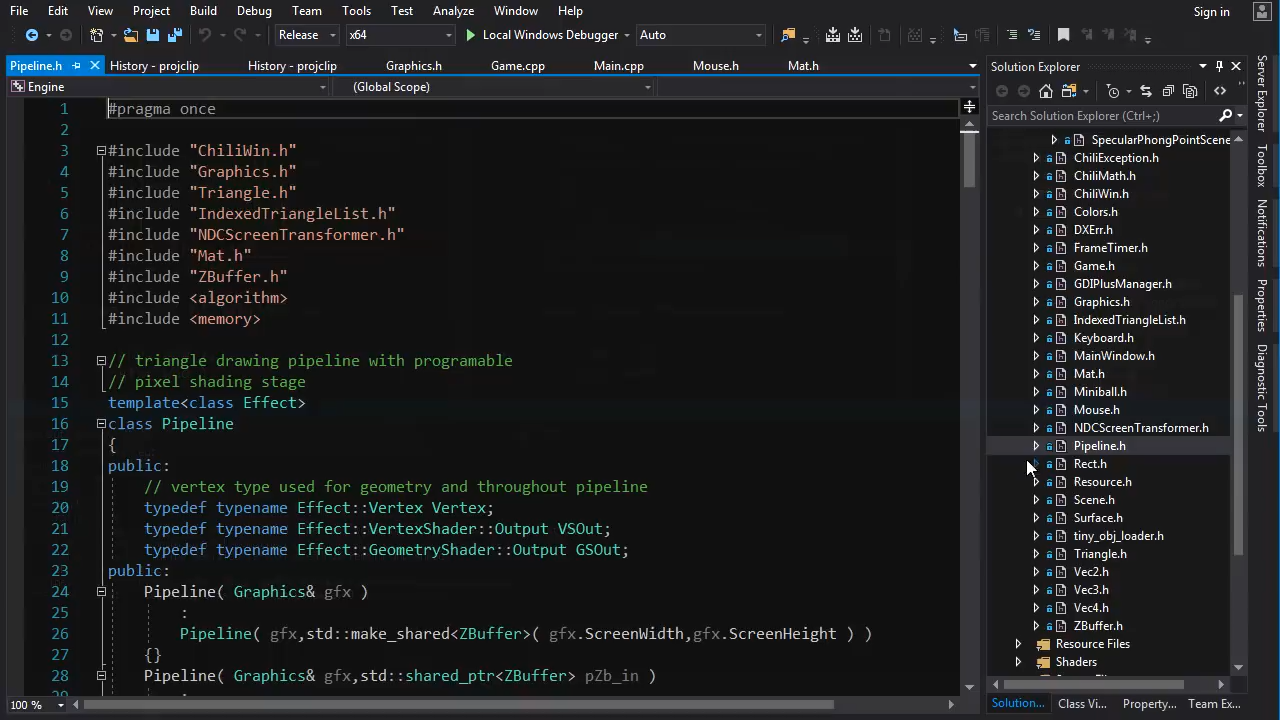 File Edit View Project Build Debug Team Tools Test Analyze Window Help Sign in
Release x64 Local Windows Debugger Auto
Pipeline.h History - projclip History - projclip Graphics.h Game.cpp Main.cpp Mouse.h Mat.h
Engine (Global Scope)
1 #pragma once
2
3 #include "ChiliWin.h"
4 #include "Graphics.h"
5 #include "Triangle.h"
6 #include "IndexedTriangleList.h"
7 #include "NDCScreenTransformer.h"
8 #include "Mat.h"
9 #include "ZBuffer.h"
10 #include <algorithm>
11 #include <memory>
12
13 // triangle drawing pipeline with programable
14 // pixel shading stage
15 template<class Effect>
16 class Pipeline
17 {
18 public:
19 // vertex type used for geometry and throughout pipeline
20 typedef typename Effect::Vertex Vertex;
21 typedef typename Effect::VertexShader::Output VSOut;
22 typedef typename Effect::GeometryShader::Output GSOut;
23 public:
24 Pipeline( Graphics& gfx )
25 :
26 Pipeline( gfx,std::make_shared<ZBuffer>( gfx.ScreenWidth,gfx.ScreenHeight ) )
27 {}
28 Pipeline( Graphics& gfx,std::shared_ptr<ZBuffer> pZb_in )
100 %
Solution Explorer
Search Solution Explorer (Ctrl+;)
SpecularPhongPointScene
ChiliException.h
ChiliMath.h
ChiliWin.h
Colors.h
DXErr.h
FrameTimer.h
Game.h
GDIPlusManager.h
Graphics.h
IndexedTriangleList.h
Keyboard.h
MainWindow.h
Mat.h
Miniball.h
Mouse.h
NDCScreenTransformer.h
Pipeline.h
Rect.h
Resource.h
Scene.h
Surface.h
tiny_obj_loader.h
Triangle.h
Vec2.h
Vec3.h
Vec4.h
ZBuffer.h
Resource Files
Shaders
Solution... Class Vi... Property... Team Ex...
Server Explorer
Toolbox
Notifications
Properties
Diagnostic Tools